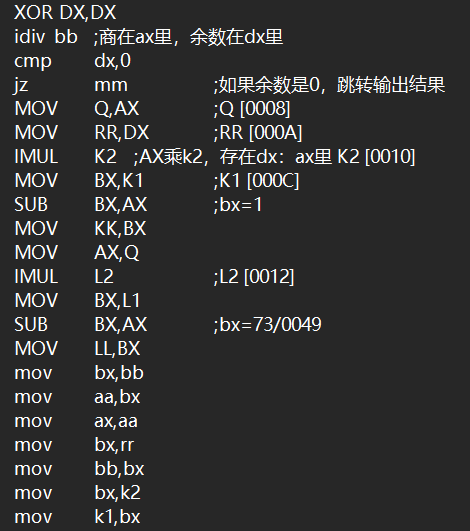 XOR DX,DX
idiv bb ;商在ax里，余数在dx里
cmp dx,0
jz mm ;如果余数是0，跳转输出结果
MOV Q,AX ;Q [0008]
MOV RR,DX ;RR [000A]
IMUL K2 ;AX乘k2，存在dx：ax里 K2 [0010]
MOV BX,K1 ;K1 [000C]
SUB BX,AX ;bx=1
MOV KK,BX
MOV AX,Q
IMUL L2 ;L2 [0012]
MOV BX,L1
SUB BX,AX ;bx=73/0049
MOV LL,BX
mov bx,bb
mov aa,bx
mov ax,aa
mov bx,rr
mov bb,bx
mov bx,k2
mov k1,bx